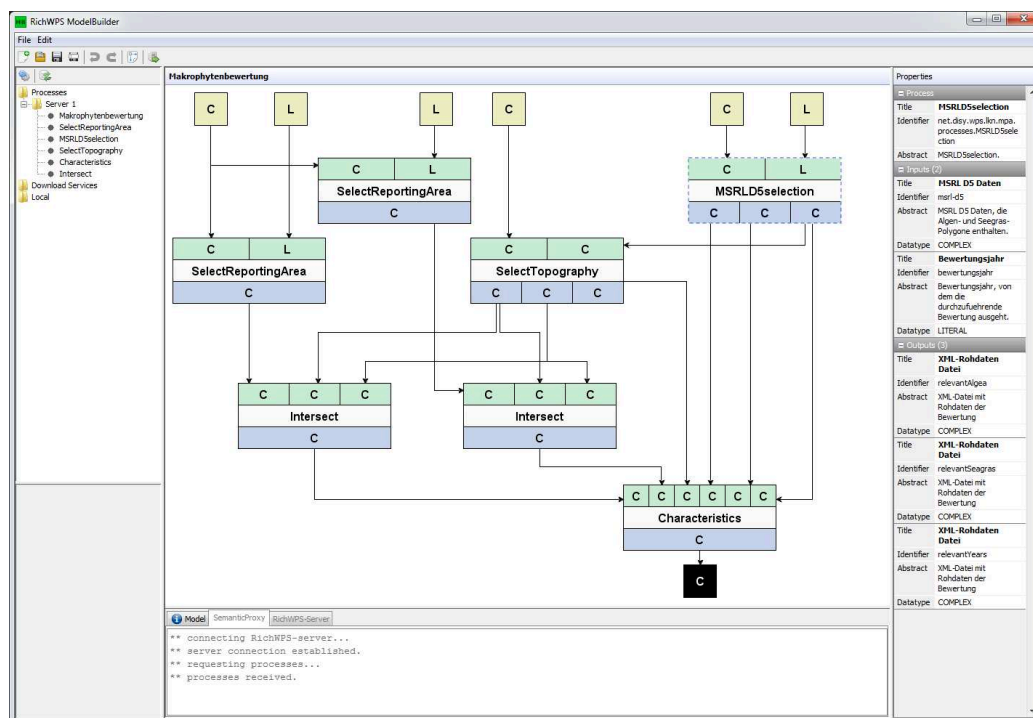 RichWPS ModelBuilder
File Edit
Processes
Server 1
Makrophytenbewertung
SelectReportingArea
MSRLD5selection
SelectTopography
Characteristics
Intersect
Download Services
Local
Makrophytenbewertung
C L L C C L
C L
SelectReportingArea
C
C L
MSRLD5selection
C C C
C L
SelectReportingArea
C
C C
SelectTopography
C C C
C C C
Intersect
C
C C C
Intersect
C
C C C C C C
Characteristics
C
C
Model SemanticProxy RichWPS-Server
** connecting RichWPS-server...
** server connection established.
** requesting processes...
** processes received.
Properties
Process
Title MSRLD5selection
Identifier net.disy.wps.lkn.mpa.
processes.MSRLD5sele
ction
Abstract MSRLD5selection.
Inputs (2)
Title MSRL D5 Daten
Identifier msrl-d5
Abstract MSRL D5 Daten, die
Algen- und Seegras-
Polygone enthalten.
Datatype COMPLEX
Title Bewertungsjahr
Identifier bewertungsjahr
Abstract Bewertungsjahr, von
dem die
durchzufuehrende
Bewertung ausgeht.
Datatype LITERAL
Outputs (3)
Title XML-Rohdaten
Datei
Identifier relevantAlgea
Abstract XML-Datei mit
Rohdaten der
Bewertung
Datatype COMPLEX
Title XML-Rohdaten
Datei
Identifier relevantSeagras
Abstract XML-Datei mit
Rohdaten der
Bewertung
Datatype COMPLEX
Title XML-Rohdaten
Datei
Identifier relevantYears
Abstract XML-Datei mit
Rohdaten der
Bewertung
Datatype COMPLEX